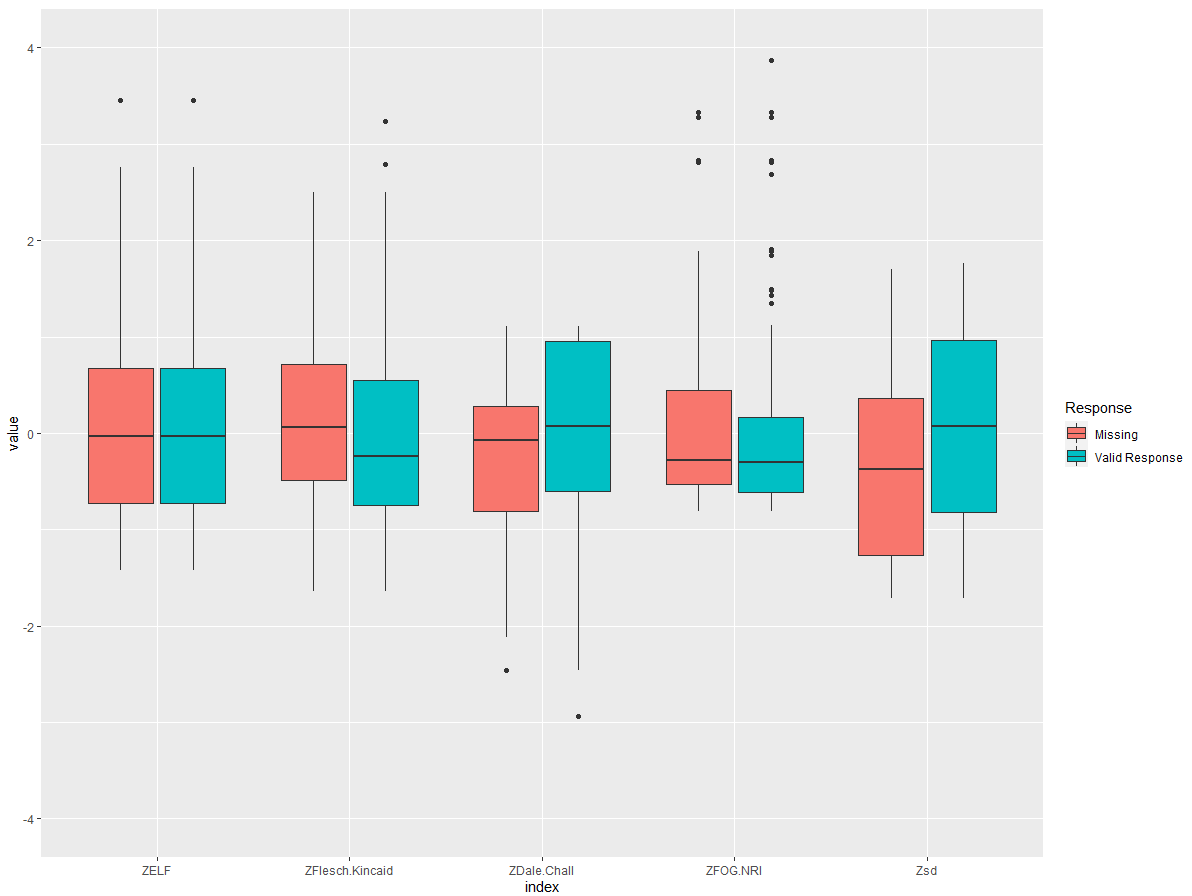 4
2
0
-2
-4
value
ZELF
ZFlesch.Kincaid
ZDale.Chall
ZFOG.NRI
Zsd
index
Response
Missing
Valid Response